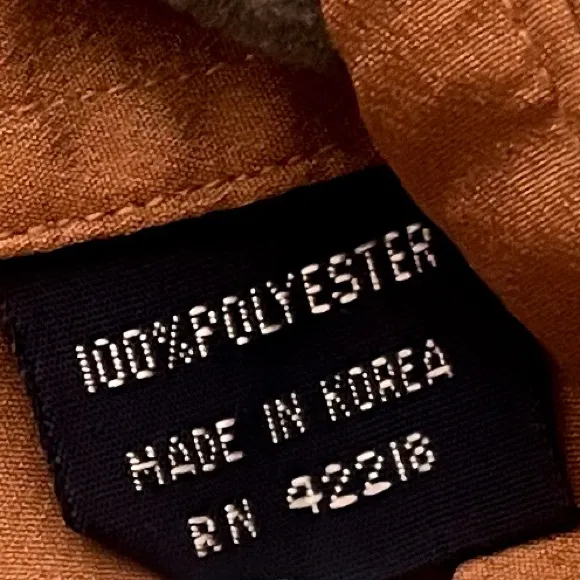 100% POLYESTER
MADE IN KOREA
RN 42218